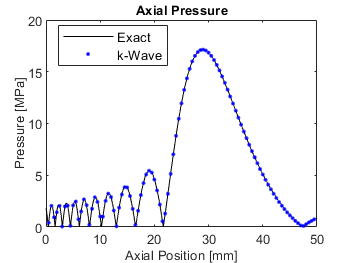 Axial Pressure
20
15
10
5
0
Pressure [MPa]
Exact
k-Wave
0 10 20 30 40 50
Axial Position [mm]